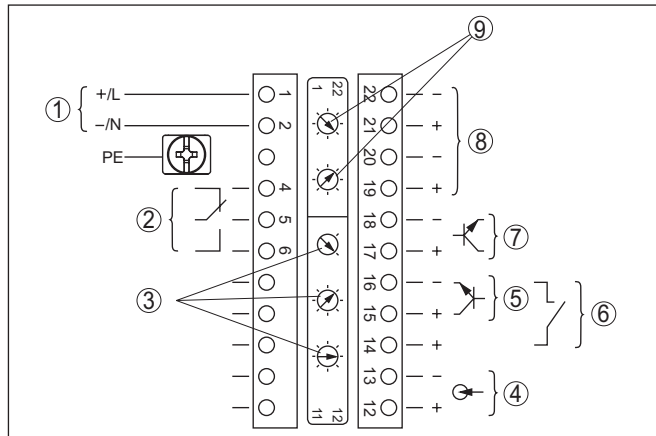 ⑨
1 22
+/L 1 22 −
①
−/N 2 21 +
⑧
PE 20 −
4 19 +
② 5 18 −
⑦
6 17 +
16 −
⑤
③ 15 + ⑥
14 +
13 −
④
11 12 12 +